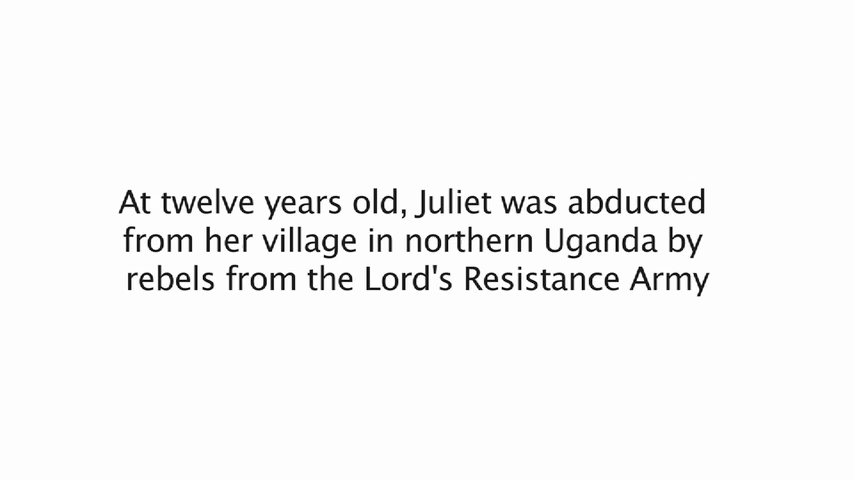 At twelve years old, Juliet was abducted
from her village in northern Uganda by
rebels from the Lord's Resistance Army